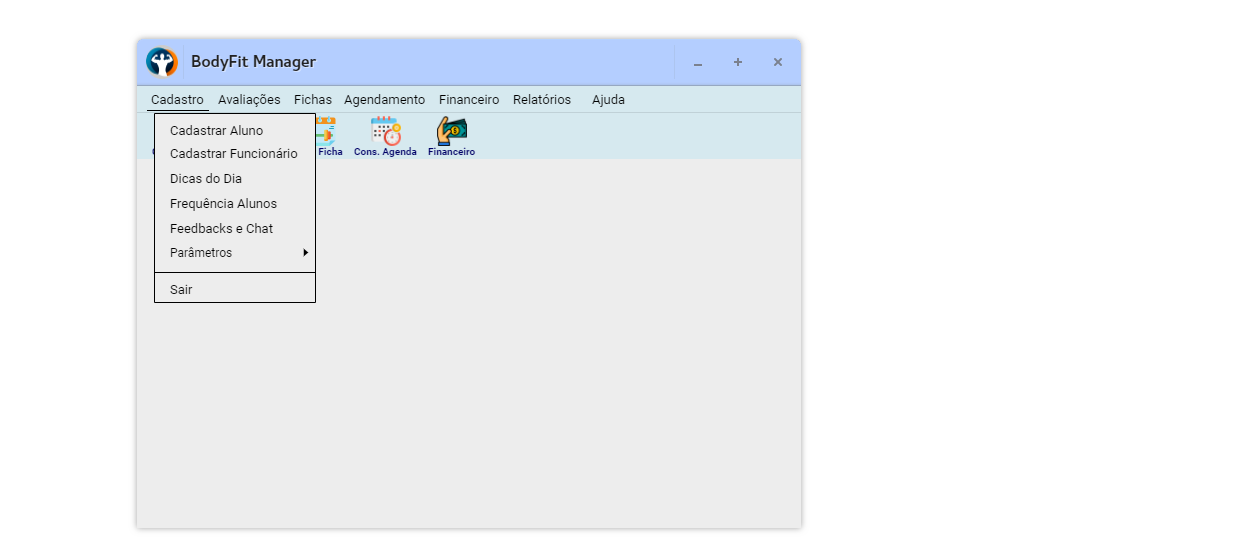 BodyFit Manager
Cadastro Avaliações Fichas Agendamento Financeiro Relatórios Ajuda
Cadastrar Aluno
Cadastrar Funcionário
Dicas do Dia
Frequência Alunos
Feedbacks e Chat
Parâmetros
Sair
Ficha Cons. Agenda Financeiro